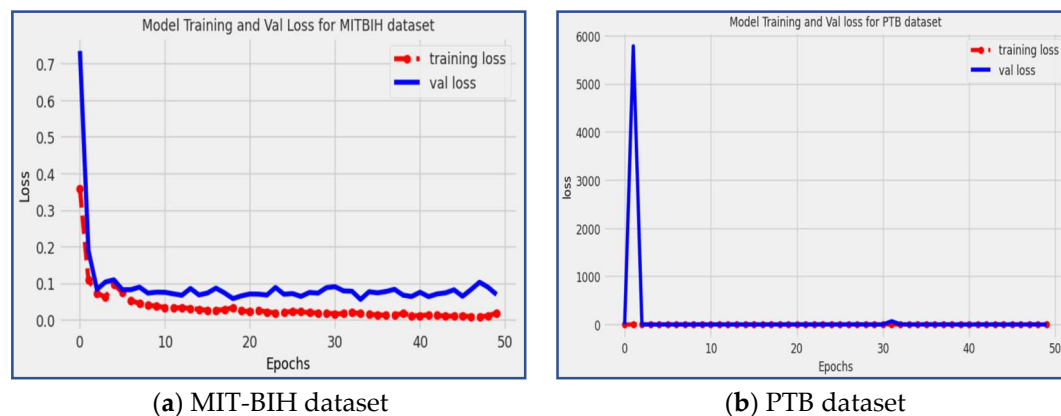 Model Training and Val Loss for MITBIH dataset
training loss
val loss
0.7
0.6
0.5
0.4
0.3
0.2
0.1
0.0
Loss
0 10 20 30 40 50
Epochs
(a) MIT-BIH dataset
Model Training and Val loss for PTB dataset
training loss
val loss
6000
5000
4000
3000
2000
1000
0
loss
0 10 20 30 40 50
Epochs
(b) PTB dataset